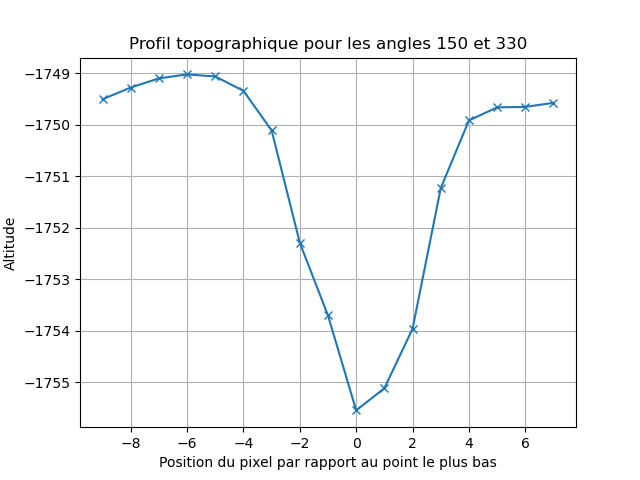 Profil topographique pour les angles 150 et 330
−1749
−1750
−1751
−1752
−1753
−1754
−1755
Altitude
−8 −6 −4 −2 0 2 4 6
Position du pixel par rapport au point le plus bas